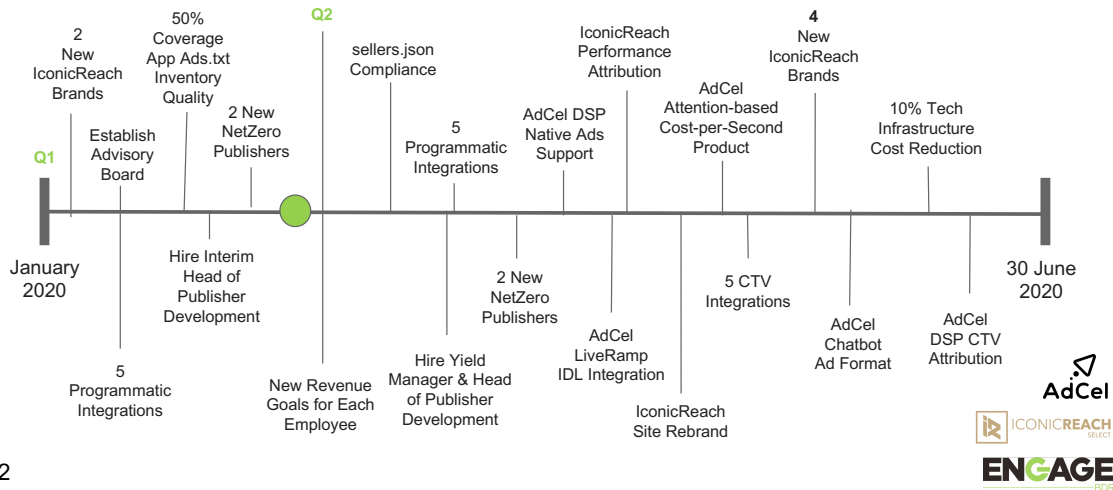 Q1
January
2020
2
New
IconicReach
Brands
Establish
Advisory
Board
5
Programmatic
Integrations
50%
Coverage
App Ads.txt
Inventory
Quality
Hire Interim
Head of
Publisher
Development
2 New
NetZero
Publishers
Q2
New Revenue
Goals for Each
Employee
sellers.json
Compliance
5
Programmatic
Integrations
Hire Yield
Manager & Head
of Publisher
Development
2 New
NetZero
Publishers
AdCel DSP
Native Ads
Support
AdCel
LiveRamp
IDL Integration
IconicReach
Performance
Attribution
IconicReach
Site Rebrand
AdCel
Attention-based
Cost-per-Second
Product
5 CTV
Integrations
4
New
IconicReach
Brands
AdCel
Chatbot
Ad Format
10% Tech
Infrastructure
Cost Reduction
AdCel
DSP CTV
Attribution
30 June
2020
AdCel
ICONICREACH
SELECT
ENGAGE
BDR
2